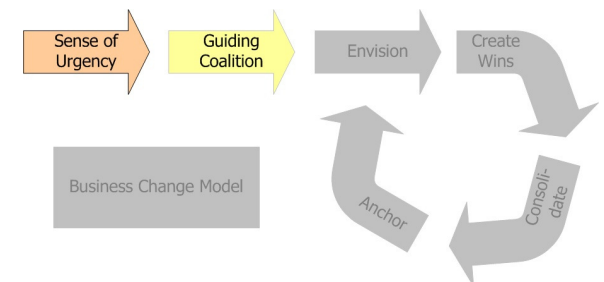 Sense of
Urgency
Guiding
Coalition
Envision
Create
Wins
Business Change Model
Anchor
Consoli-
date